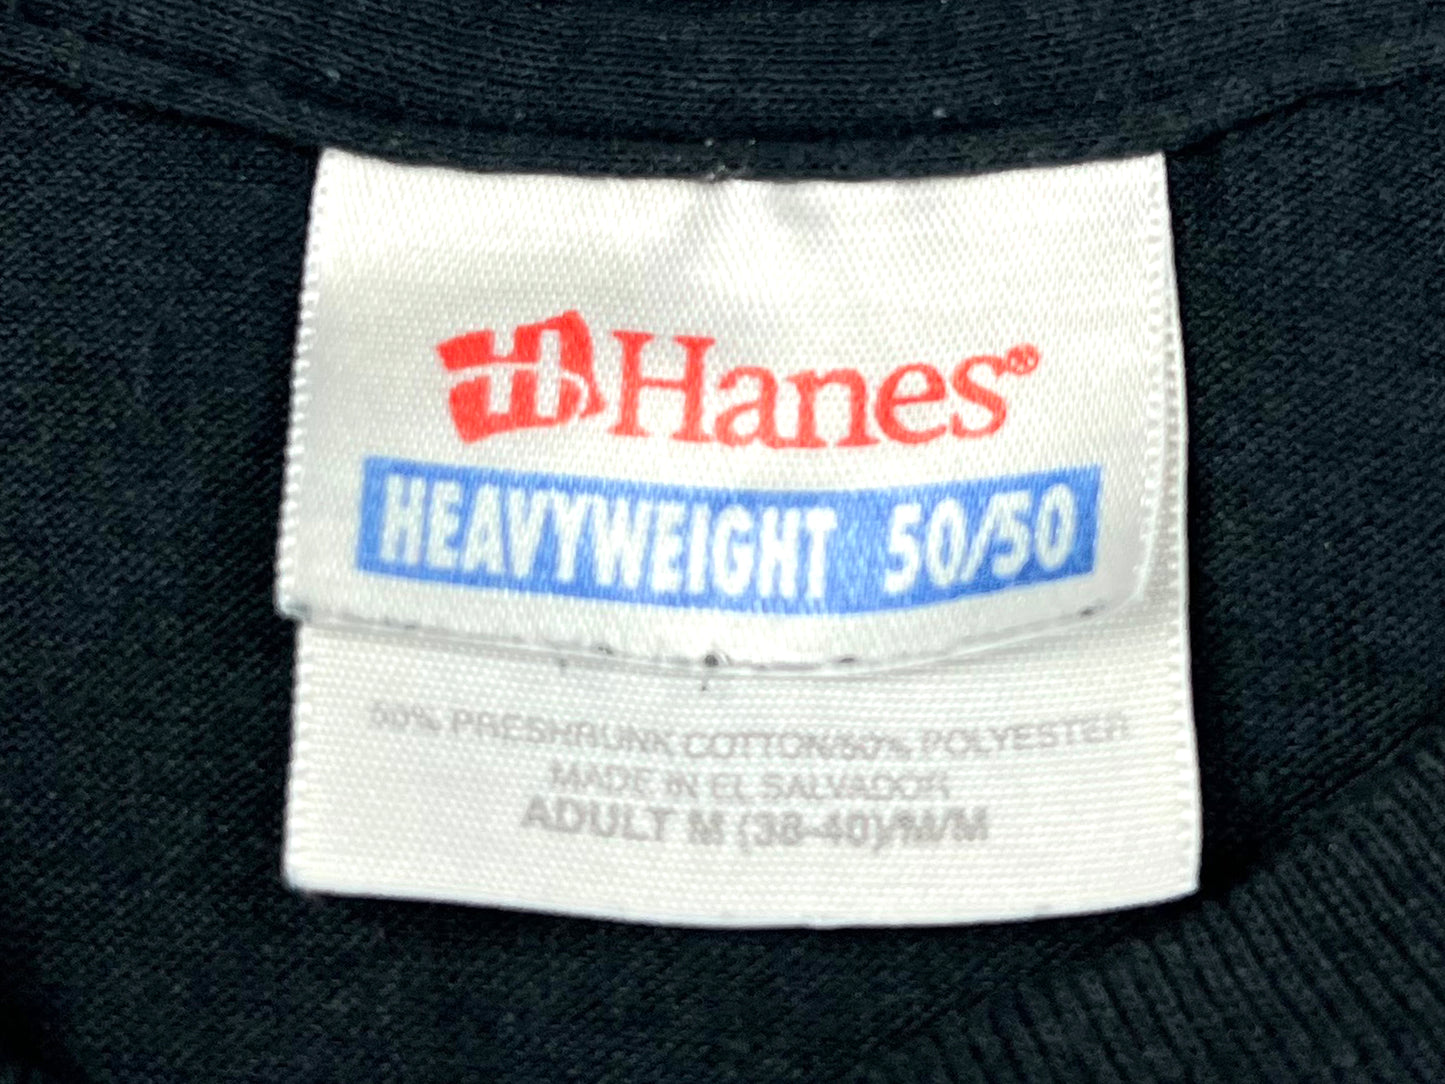 Hanes®
HEAVYWEIGHT 50/50
50% PRESHRUNK COTTON/50% POLYESTER
MADE IN EL SALVADOR
ADULT M (38-40)/M/M